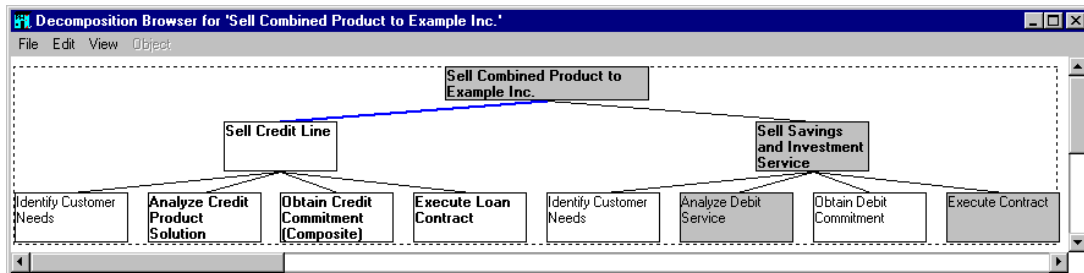 Decomposition Browser for 'Sell Combined Product to Example Inc.'
File Edit View Object
Sell Combined Product to
Example Inc.
Sell Credit Line
Sell Savings
and Investment
Service
Identify Customer
Needs
Analyze Credit
Product
Solution
Obtain Credit
Commitment
(Composite)
Execute Loan
Contract
Identify Customer
Needs
Analyze Debit
Service
Obtain Debit
Commitment
Execute Contract